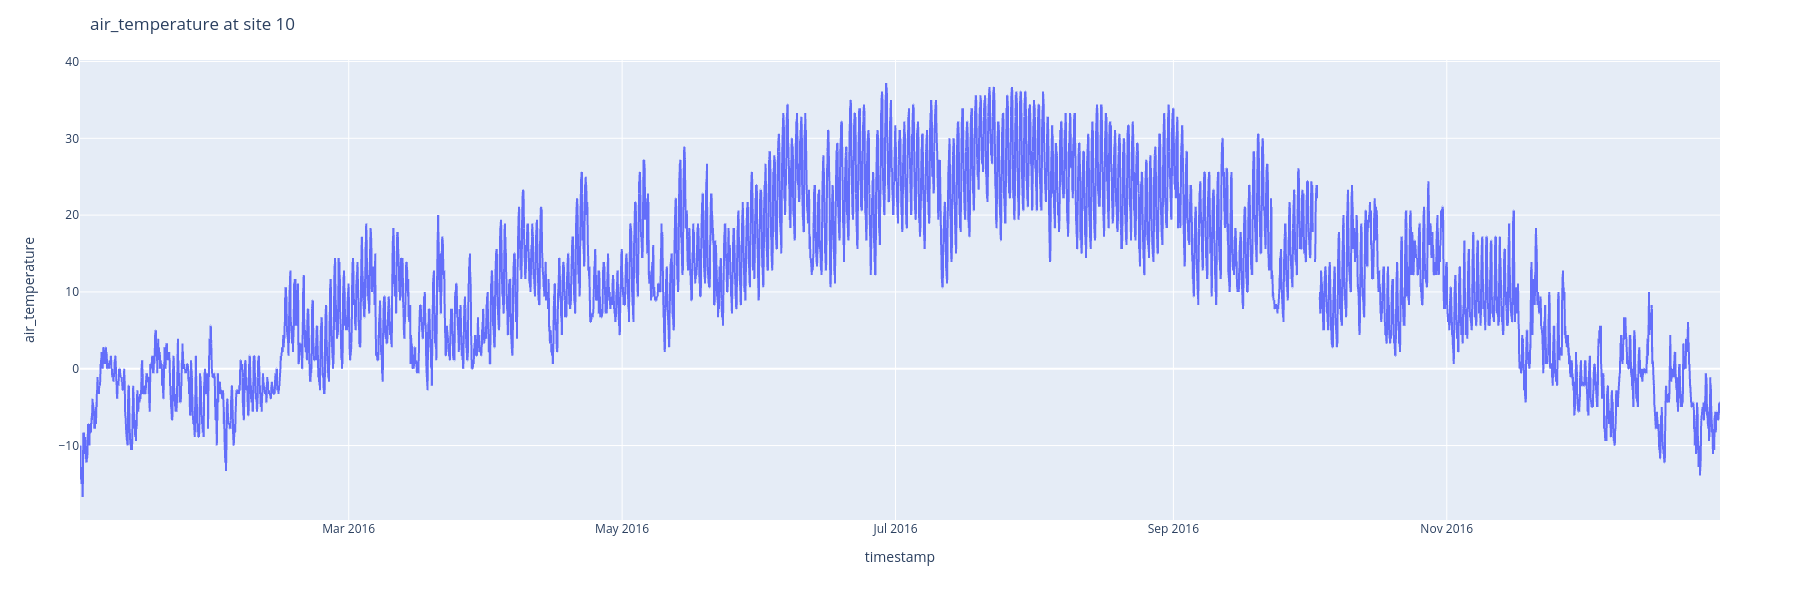 air_temperature at site 10
40
30
20
10
0
−10
air_temperature
Mar 2016
May 2016
Jul 2016
Sep 2016
Nov 2016
timestamp